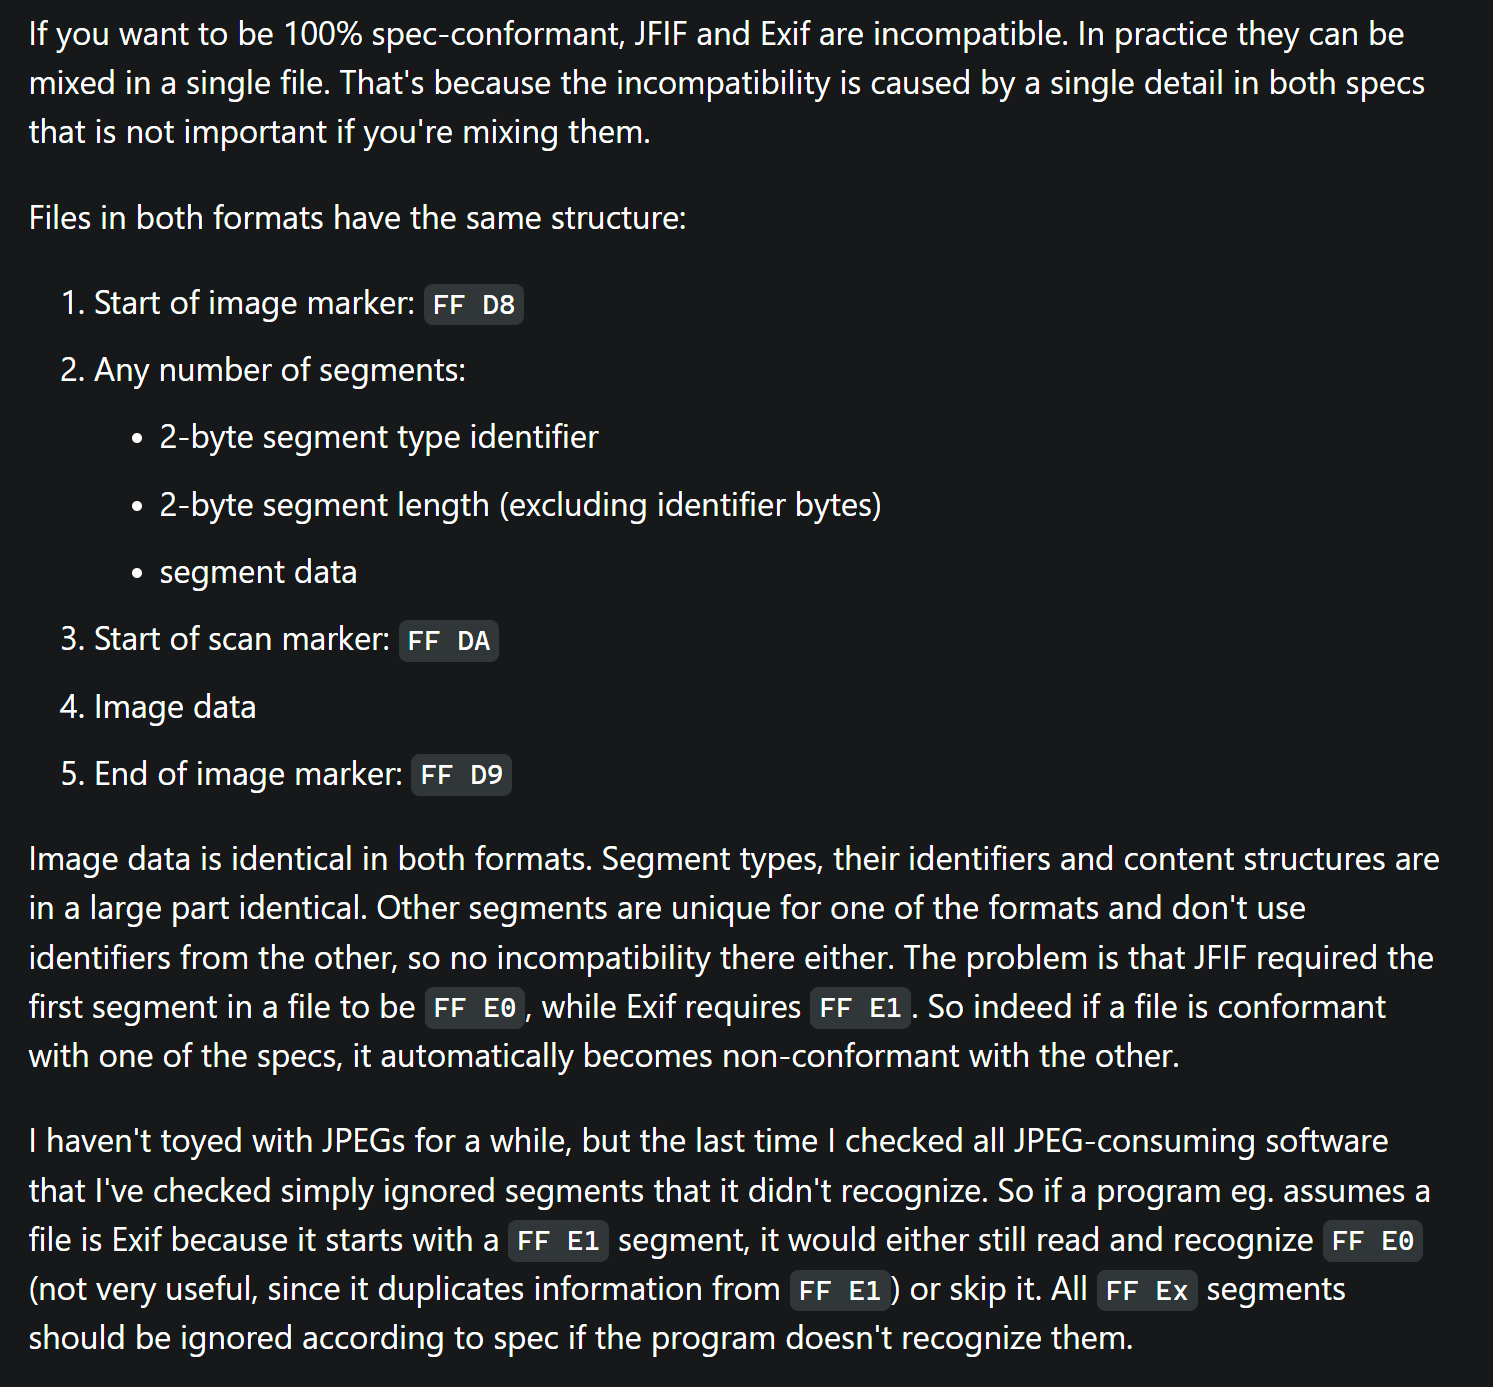 If you want to be 100% spec-conformant, JFIF and Exif are incompatible. In practice they can be
mixed in a single file. That's because the incompatibility is caused by a single detail in both specs
that is not important if you're mixing them.
Files in both formats have the same structure:
1. Start of image marker: FF D8
2. Any number of segments:
• 2-byte segment type identifier
• 2-byte segment length (excluding identifier bytes)
• segment data
3. Start of scan marker: FF DA
4. Image data
5. End of image marker: FF D9
Image data is identical in both formats. Segment types, their identifiers and content structures are
in a large part identical. Other segments are unique for one of the formats and don't use
identifiers from the other, so no incompatibility there either. The problem is that JFIF required the
first segment in a file to be FF E0, while Exif requires FF E1. So indeed if a file is conformant
with one of the specs, it automatically becomes non-conformant with the other.
I haven't toyed with JPEGs for a while, but the last time I checked all JPEG-consuming software
that I've checked simply ignored segments that it didn't recognize. So if a program eg. assumes a
file is Exif because it starts with a FF E1 segment, it would either still read and recognize FF E0
(not very useful, since it duplicates information from FF E1) or skip it. All FF Ex segments
should be ignored according to spec if the program doesn't recognize them.